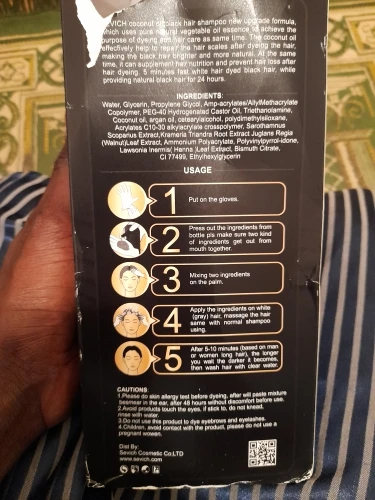 VICH coconut oil black hair shampoo new upgrade formula,
which uses pure natural vegetable oil essence to achieve the
purpose of dyeing and hair care as same time. The coconut oil
effecfively help to repair the hair scales after dyeing the hair,
making the black hair brighter and more natural. At the same
time, it can supplement hair nutrition and prevent hair loss after
hair dyeing. 5 minutes fast white hair dyed black hair, while
providing natural black hair for 24 hours.
INGREDIENTS:
Water, Glycerin, Propylene Glycol, Amp-acrylates/AllylMethacrylate
Copolymer, PEG-40 Hydrogenated Castor Oil, Triethanolamine,
Coconut oil, argan oil, cetearylalcohol, polydimethylsiloxane,
Acrylates C10-30 alkylacrylate crosspolymer, Sarothamnus
Scoparius Extract,Krameria Triandra Root Extract Juglans Regia
(Walnut)Leaf Extract, Ammonium Polyacrylate, Polyvinylpyrrol-idone,
Lawsonia Inermis( Henna )Leaf Extract, Bismuth Citrate,
CI 77499, Ethylhexylglycerin
USAGE
1 Put on the gloves.
2 Press out the ingredients from
bottle pls make sure two kind
of ingredients get out from
mouth together.
3 Mixing two ingredients
on the palm.
4 Apply the ingredients on white
(gray) hair, massage the hair
same with normal shampoo
using.
5 After 5-10 minutes (based on man
or women long hair), the longer
you wait the darker it becomes,
then wash hair with clear water.
CAUTIONS:
1.Please do skin allergy test before dyeing, after will paste mixture
besmear in the ear, after 48 hours without discomfort before use.
2.Avoid products touch the eyes, if stick to, do not knead,
rinse with water.
3.Do not use this product to dye eyebrows and eyelashes.
4.Children, avoid contact with the product, please do not use a
pregnant women.
Dist By:
Sevich Cosmetic Co.LTD
www.sevich.com